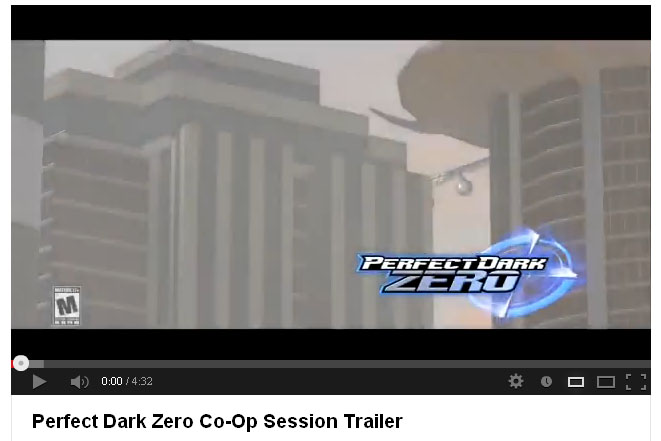 PERFECT DARK
ZERO
M
0:00 / 4:32
Perfect Dark Zero Co-Op Session Trailer